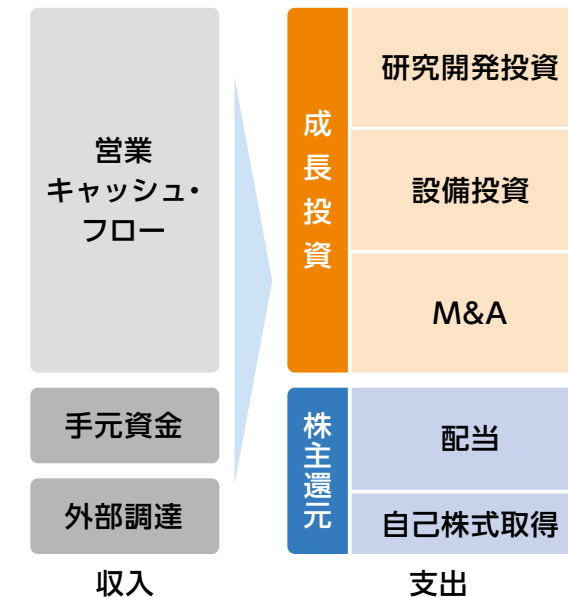 営業
キャッシュ・
フロー
手元資金
外部調達
収入
成長投資
研究開発投資
設備投資
M&A
株主還元
配当
自己株式取得
支出